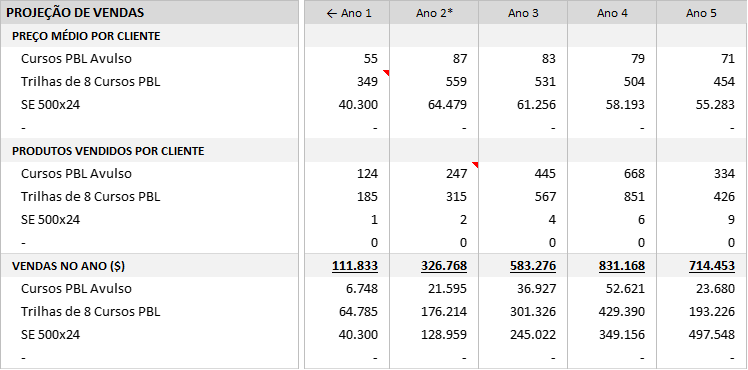 PROJEÇÃO DE VENDAS ← Ano 1 Ano 2* Ano 3 Ano 4 Ano 5
PREÇO MÉDIO POR CLIENTE
Cursos PBL Avulso 55 87 83 79 71
Trilhas de 8 Cursos PBL 349 559 531 504 454
SE 500x24 40.300 64.479 61.256 58.193 55.283
- - - - - -
PRODUTOS VENDIDOS POR CLIENTE
Cursos PBL Avulso 124 247 445 668 334
Trilhas de 8 Cursos PBL 185 315 567 851 426
SE 500x24 1 2 4 6 9
- 0 0 0 0 0
VENDAS NO ANO ($) 111.833 326.768 583.276 831.168 714.453
Cursos PBL Avulso 6.748 21.595 36.927 52.621 23.680
Trilhas de 8 Cursos PBL 64.785 176.214 301.326 429.390 193.226
SE 500x24 40.300 128.959 245.022 349.156 497.548
- - - - - -